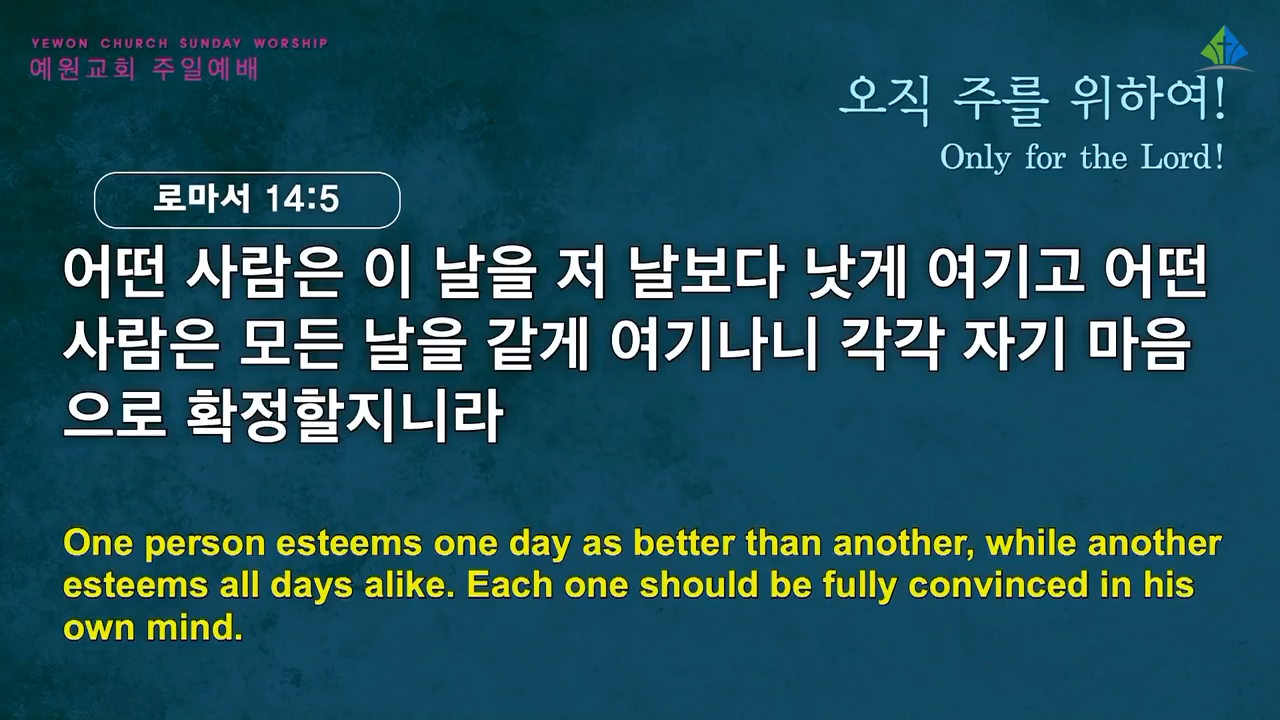 YEWON CHURCH SUNDAY WORSHIP
예원교회 주일예배
오직 주를 위하여!
Only for the Lord!
로마서 14:5
어떤 사람은 이 날을 저 날보다 낫게 여기고 어떤
사람은 모든 날을 같게 여기나니 각각 자기 마음
으로 확정할지니라
One person esteems one day as better than another, while another
esteems all days alike. Each one should be fully convinced in his
own mind.